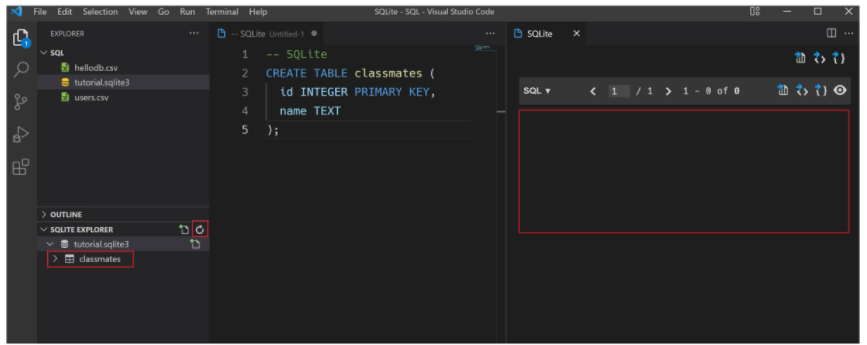 File Edit Selection View Go Run Terminal Help
SQLite - SQL - Visual Studio Code
EXPLORER
SQL
hellodb.csv
tutorial.sqlite3
users.csv
OUTLINE
SQLITE EXPLORER
tutorial.sqlite3
classmates
-- SQLite Untitled-1
1 -- SQLite
2 CREATE TABLE classmates (
3 id INTEGER PRIMARY KEY,
4 name TEXT
5 );
SQLite
SQL 1 / 1 1 - 0 of 0